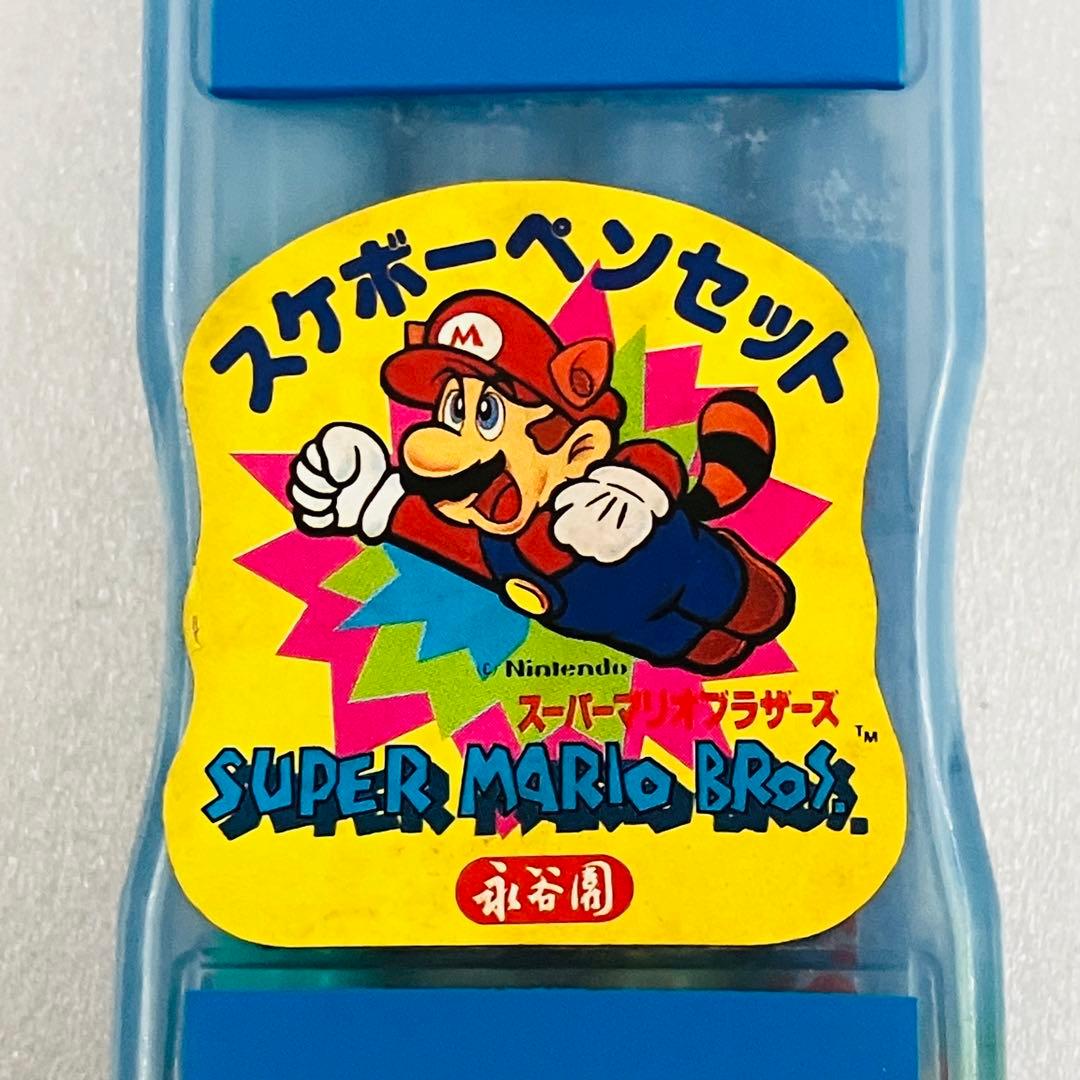 スケボーペンセット
M
© Nintendo
スーパーマリオブラザーズ
SUPER MARIO BROS.™
永谷園